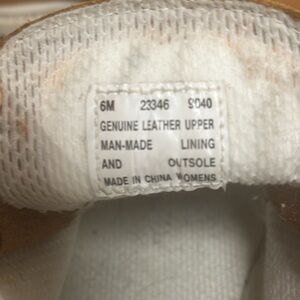 6M 23346 9040
GENUINE LEATHER UPPER
MAN-MADE LINING
AND OUTSOLE
MADE IN CHINA WOMENS